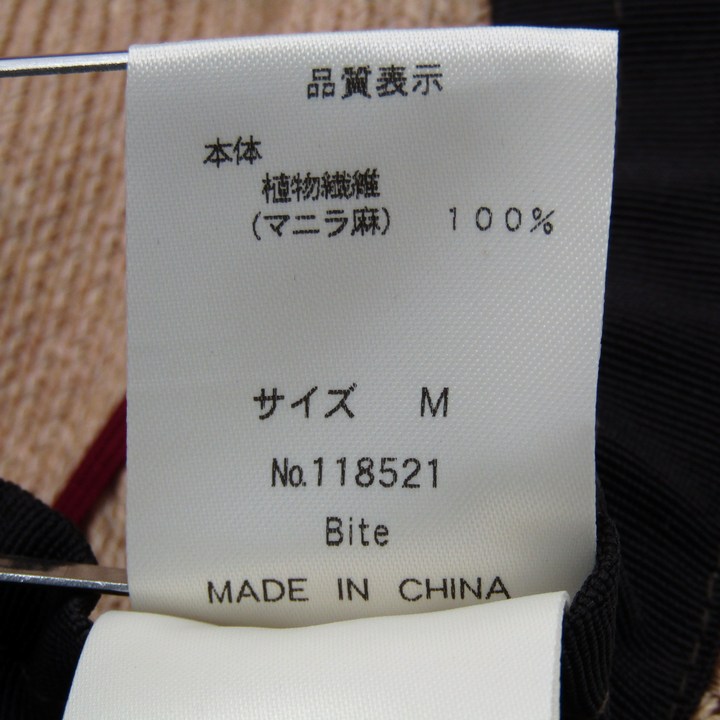 品質表示
本体
植物繊維
(マニラ麻) 100%
サイズ M
No.118521
Bite
MADE IN CHINA